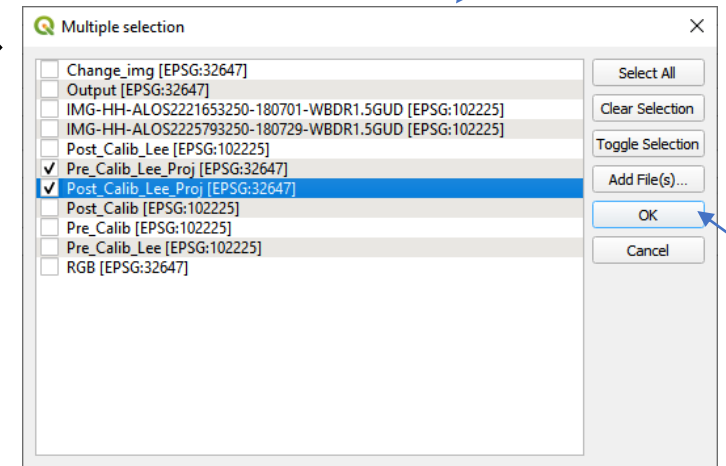 Multiple selection
Change_img [EPSG:32647]
Output [EPSG:32647]
IMG-HH-ALOS2221653250-180701-WBDR1.5GUD [EPSG:102225]
IMG-HH-ALOS2225793250-180729-WBDR1.5GUD [EPSG:102225]
Post_Calib_Lee [EPSG:102225]
Pre_Calib_Lee_Proj [EPSG:32647]
Post_Calib_Lee_Proj [EPSG:32647]
Post_Calib [EPSG:102225]
Pre_Calib [EPSG:102225]
Pre_Calib_Lee [EPSG:102225]
RGB [EPSG:32647]
Select All
Clear Selection
Toggle Selection
Add File(s)...
OK
Cancel